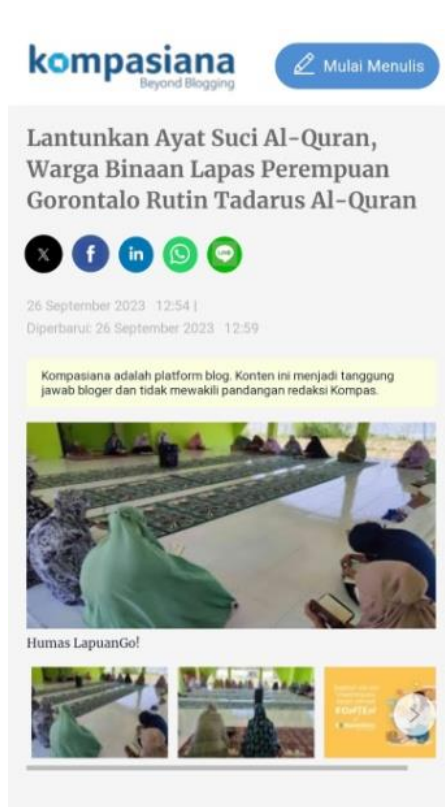 kompasiana
Beyond Blogging
Mulai Menulis
Lantunkan Ayat Suci Al-Quran,
Warga Binaan Lapas Perempuan
Gorontalo Rutin Tadarus Al-Quran
26 September 2023 12:54 |
Diperbarui: 26 September 2023 12:59
Kompasiana adalah platform blog. Konten ini menjadi tanggung
jawab bloger dan tidak mewakili pandangan redaksi Kompas.
Humas LapuanGo!